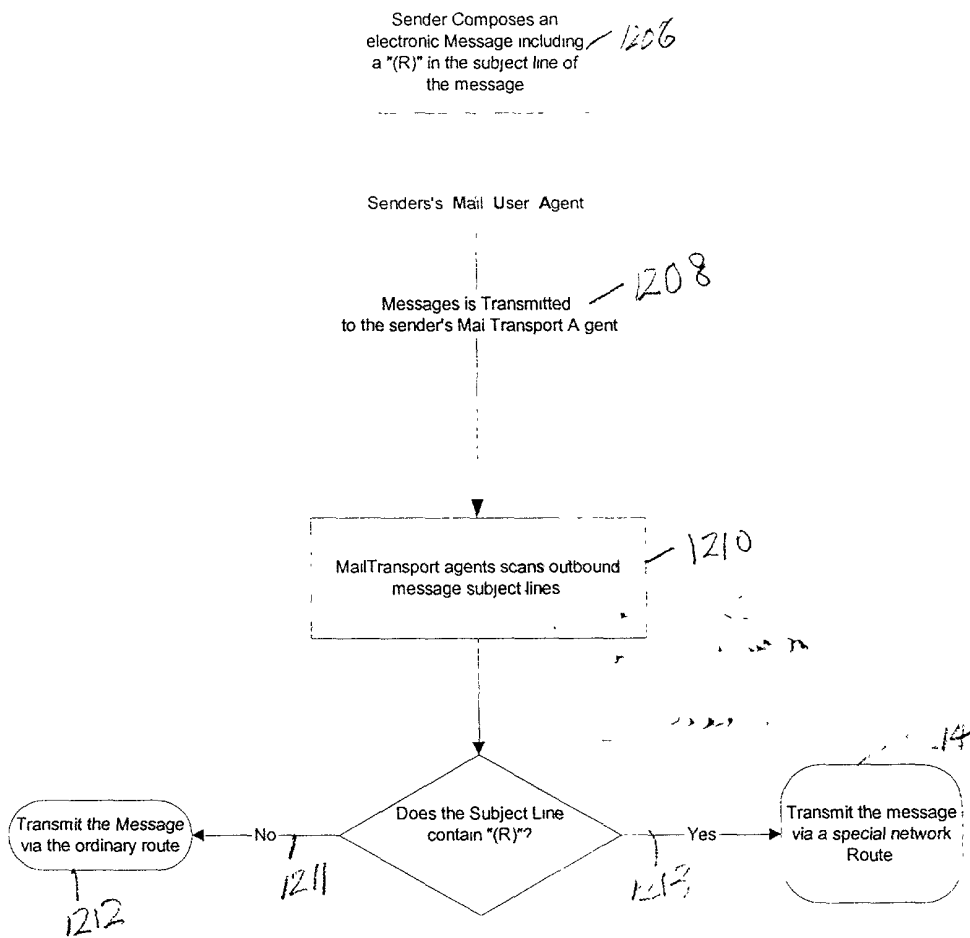 Sender Composes an
electronic Message including
a "(R)" in the subject line of
the message
1206
Senders's Mail User Agent
Messages is Transmitted
to the sender's Mai Transport A gent
1208
MailTransport agents scans outbound
message subject lines
1210
Does the Subject Line
contain "(R)"?
No
1211
Yes
1213
Transmit the Message
via the ordinary route
1212
Transmit the message
via a special network
Route
14